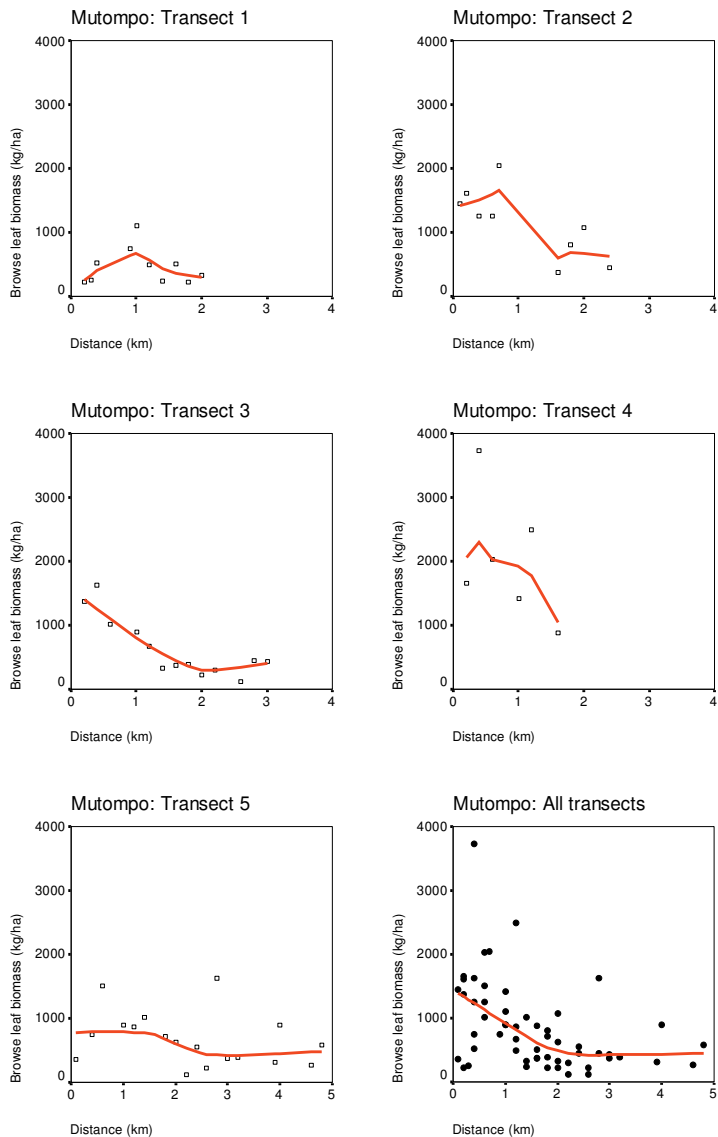 Mutompo: Transect 1
Browse leaf biomass (kg/ha)
4000
3000
2000
1000
0
0 1 2 3 4
Distance (km)
Mutompo: Transect 2
Browse leaf biomass (kg/ha)
4000
3000
2000
1000
0
0 1 2 3 4
Distance (km)
Mutompo: Transect 3
Browse leaf biomass (kg/ha)
4000
3000
2000
1000
0
0 1 2 3 4
Distance (km)
Mutompo: Transect 4
Browse leaf biomass (kg/ha)
4000
3000
2000
1000
0
0 1 2 3 4
Distance (km)
Mutompo: Transect 5
Browse leaf biomass (kg/ha)
4000
3000
2000
1000
0
0 1 2 3 4 5
Distance (km)
Mutompo: All transects
Browse leaf biomass (kg/ha)
4000
3000
2000
1000
0
0 1 2 3 4 5
Distance (km)